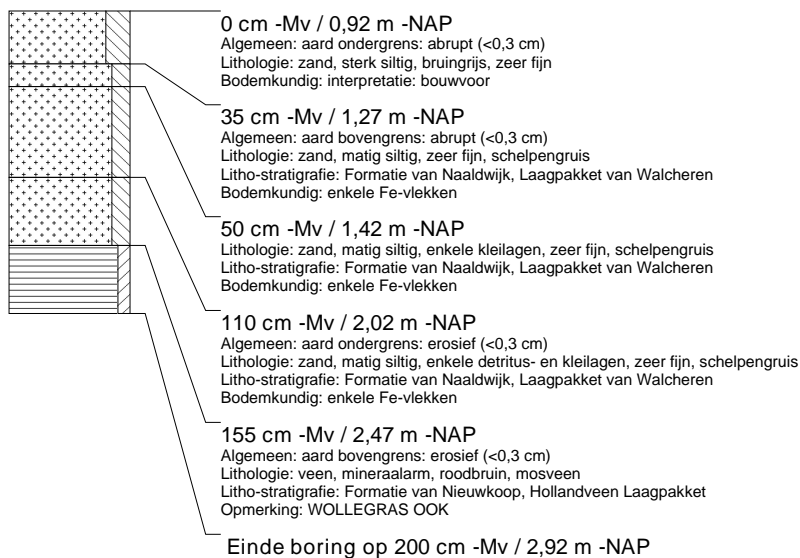 0 cm -Mv / 0,92 m -NAP
Algemeen: aard ondergrens: abrupt (<0,3 cm)
Lithologie: zand, sterk siltig, bruingrijs, zeer fijn
Bodemkundig: interpretatie: bouwvoor
35 cm -Mv / 1,27 m -NAP
Algemeen: aard bovengrens: abrupt (<0,3 cm)
Lithologie: zand, matig siltig, zeer fijn, schelpengruis
Litho-stratigrafie: Formatie van Naaldwijk, Laagpakket van Walcheren
Bodemkundig: enkele Fe-vlekken
50 cm -Mv / 1,42 m -NAP
Lithologie: zand, matig siltig, enkele kleilagen, zeer fijn, schelpengruis
Litho-stratigrafie: Formatie van Naaldwijk, Laagpakket van Walcheren
Bodemkundig: enkele Fe-vlekken
110 cm -Mv / 2,02 m -NAP
Algemeen: aard ondergrens: erosief (<0,3 cm)
Lithologie: zand, matig siltig, enkele detritus- en kleilagen, zeer fijn, schelpengruis
Litho-stratigrafie: Formatie van Naaldwijk, Laagpakket van Walcheren
Bodemkundig: enkele Fe-vlekken
155 cm -Mv / 2,47 m -NAP
Algemeen: aard bovengrens: erosief (<0,3 cm)
Lithologie: veen, mineraalarm, roodbruin, mosveen
Litho-stratigrafie: Formatie van Nieuwkoop, Hollandveen Laagpakket
Opmerking: WOLLEGRAS OOK
Einde boring op 200 cm -Mv / 2,92 m -NAP